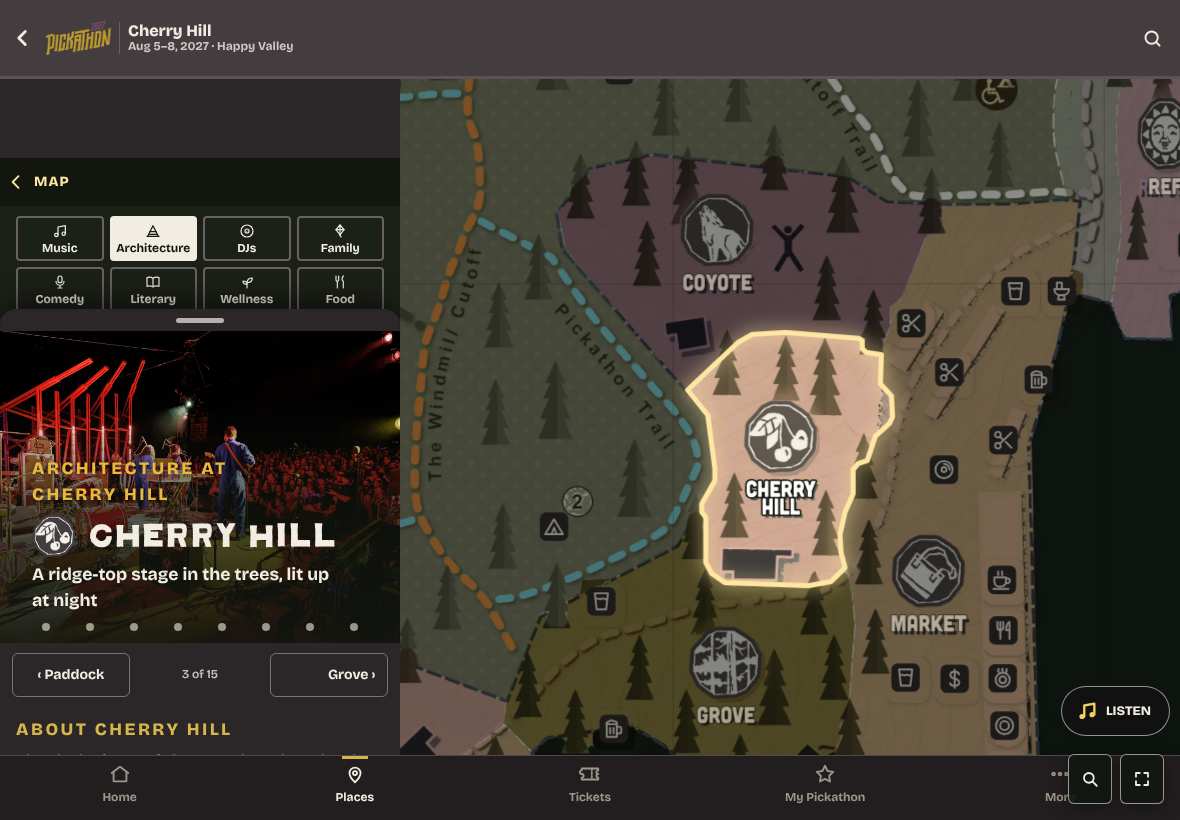 PICKATHON
Cherry Hill
Aug 5–8, 2027 · Happy Valley
MAP
Music
Architecture
DJs
Family
Comedy
Literary
Wellness
Food
ARCHITECTURE AT
CHERRY HILL
CHERRY HILL
A ridge-top stage in the trees, lit up
at night
‹ Paddock
3 of 15
Grove ›
ABOUT CHERRY HILL
The Windmill Cutoff
Pickathon Trail
toff Trail
COYOTE
CHERRY
HILL
2
MARKET
$
GROVE
REF
LISTEN
Home
Places
Tickets
My Pickathon
Mor